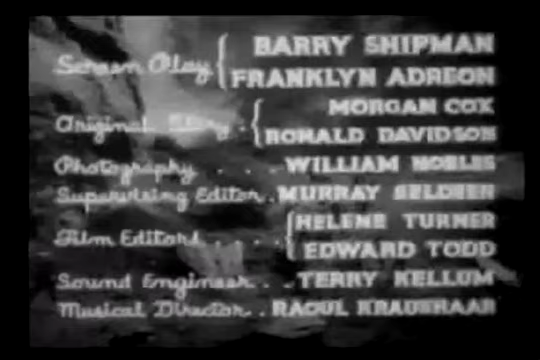 Screen Play { BARRY SHIPMAN
FRANKLYN ADREON
Original Story . { MORGAN COX
RONALD DAVIDSON
Photography . . . . WILLIAM NOBLES
Supervising Editor . MURRAY SELDEEN
Film Editors . . . . { HELENE TURNER
EDWARD TODD
Sound Engineer . . TERRY KELLUM
Musical Director . . RAOUL KRAUSHAAR